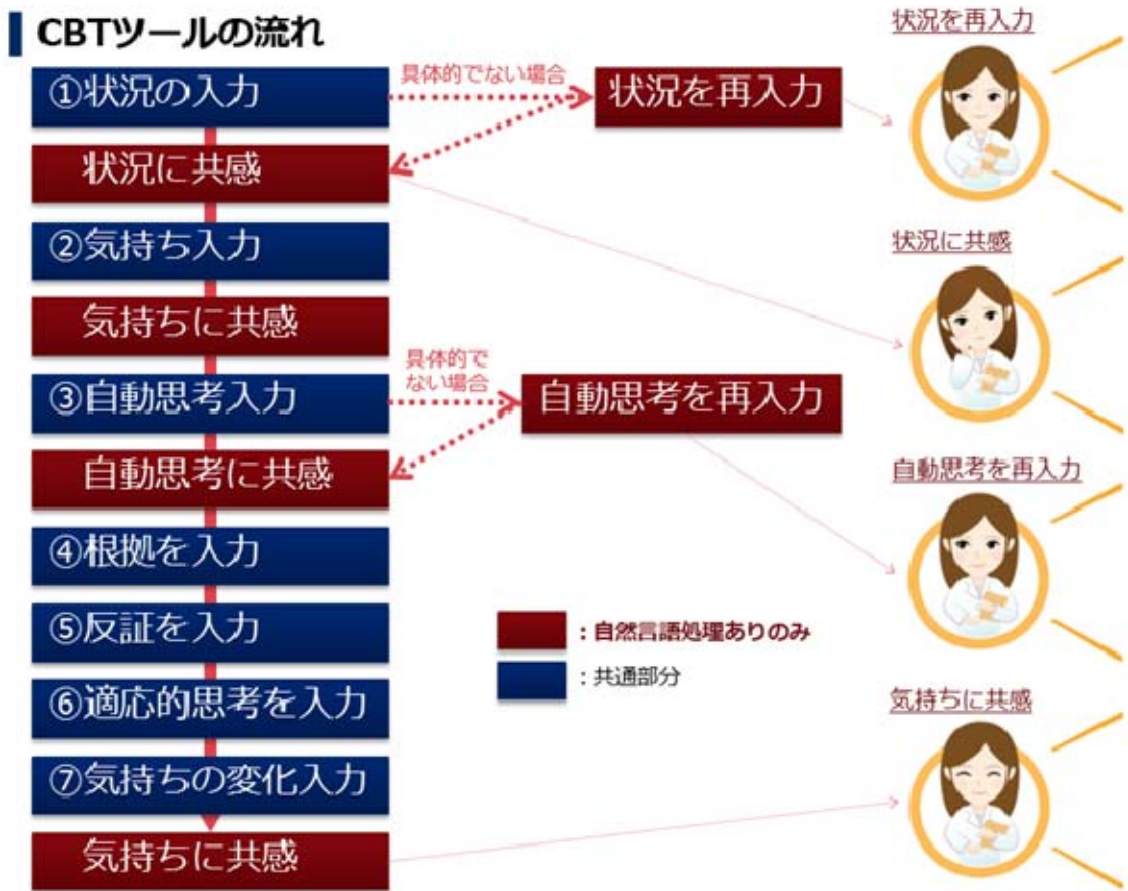 CBTツールの流れ
①状況の入力
具体的でない場合
状況を再入力
状況に共感
②気持ち入力
気持ちに共感
③自動思考入力
具体的で
ない場合
自動思考を再入力
自動思考に共感
④根拠を入力
⑤反証を入力
⑥適応的思考を入力
⑦気持ちの変化入力
気持ちに共感
:自然言語処理ありのみ
:共通部分
状況を再入力
状況に共感
自動思考を再入力
気持ちに共感